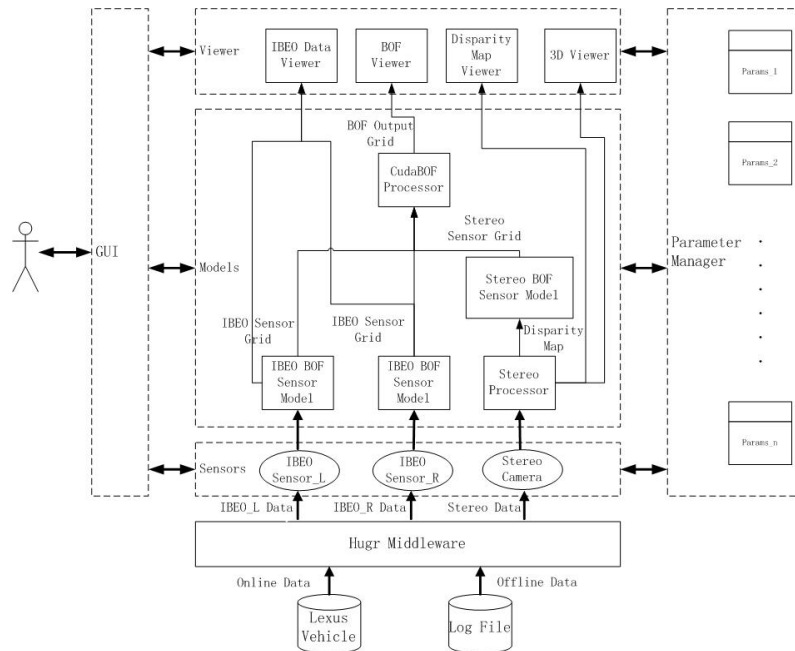 Viewer
IBEO Data
Viewer
BOF
Viewer
Disparity
Map
Viewer
3D Viewer
Params_1
BOF Output
Grid
CudaBOF
Processor
Params_2
Stereo
Sensor Grid
GUI
Models
Stereo BOF
Sensor Model
Parameter
Manager
IBEO Sensor
Grid
IBEO Sensor
Grid
Disparity
Map
IBEO BOF
Sensor
Model
IBEO BOF
Sensor
Model
Stereo
Processor
Params_n
Sensors
IBEO
Sensor_L
IBEO
Sensor_R
Stereo
Camera
IBEO_L Data
IBEO_R Data
Stereo Data
Hugr Middleware
Online Data
Offline Data
Lexus
Vehicle
Log File